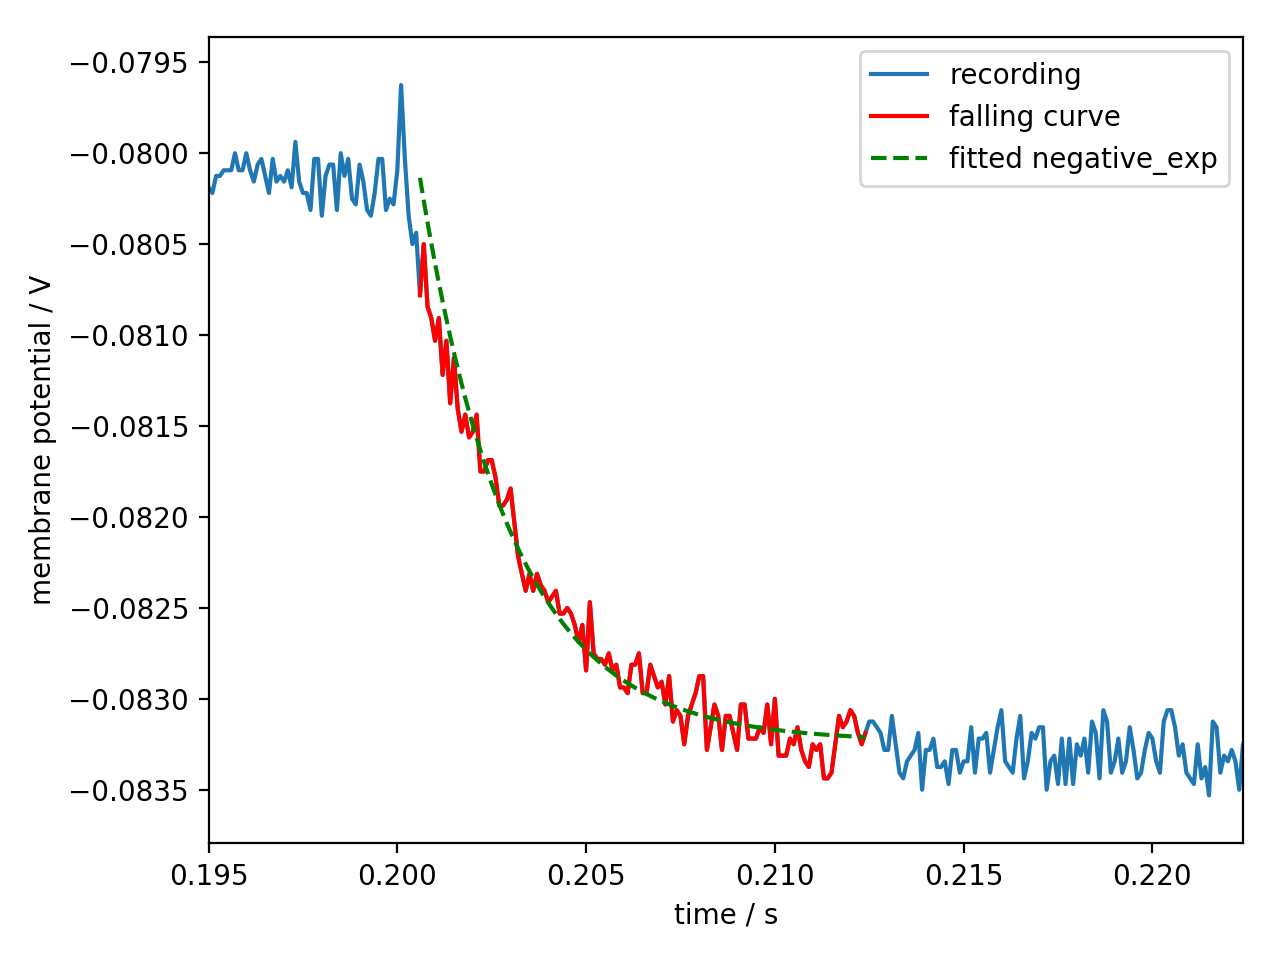 −0.0795
−0.0800
−0.0805
−0.0810
−0.0815
−0.0820
−0.0825
−0.0830
−0.0835
membrane potential / V
recording
falling curve
fitted negative_exp
0.195 0.200 0.205 0.210 0.215 0.220
time / s